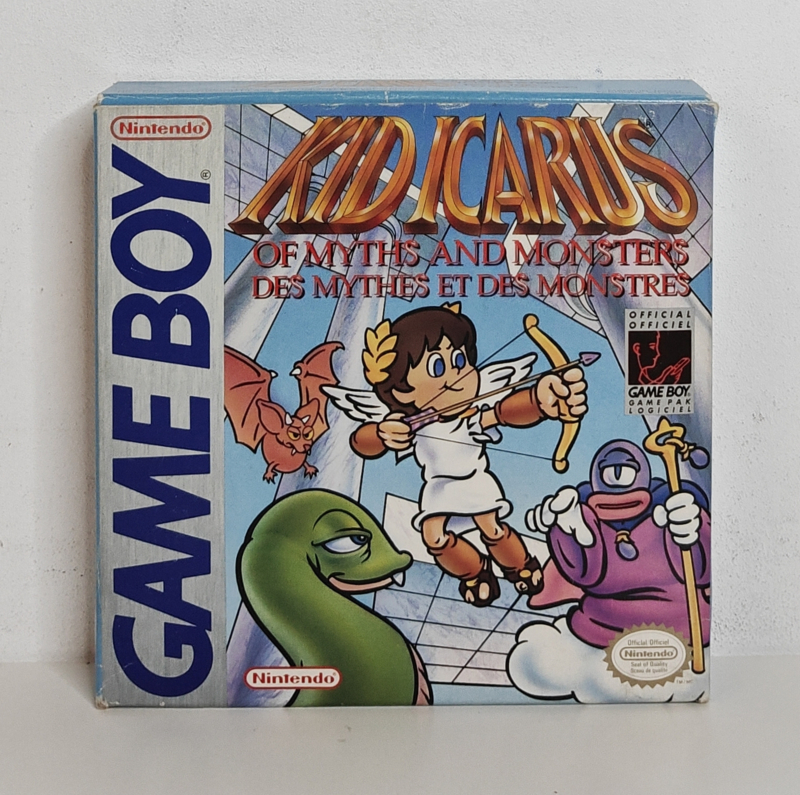 Nintendo
GAME BOY®
KID ICARUS
OF MYTHS AND MONSTERS
DES MYTHES ET DES MONSTRES
OFFICIAL
OFFICIEL
GAME BOY
GAME PAK
LOGICIEL
Nintendo
Official Officiel
Nintendo
Seal of Quality
Sceau de qualité